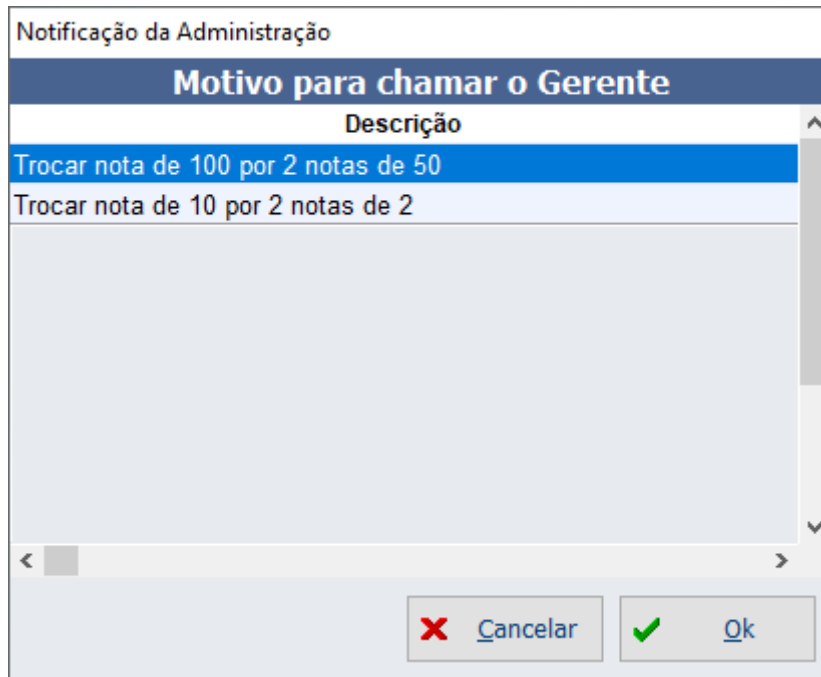 Notificação da Administração
Motivo para chamar o Gerente
Descrição
Trocar nota de 100 por 2 notas de 50
Trocar nota de 10 por 2 notas de 2
Cancelar
Ok